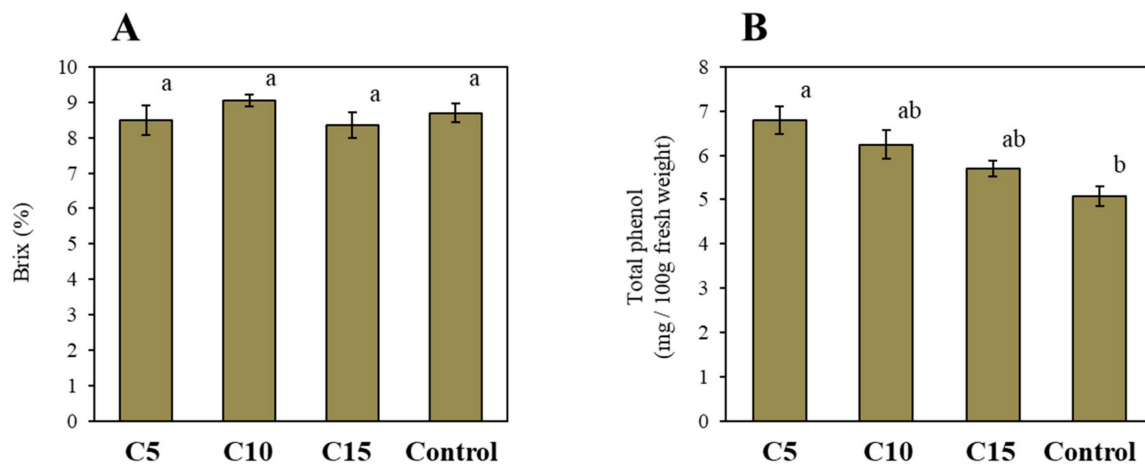 A
10
9
8
7
6
5
4
3
2
1
0
Brix (%)
a
a
a
a
C5
C10
C15
Control
B
8
7
6
5
4
3
2
1
0
Total phenol
(mg / 100g fresh weight)
a
ab
ab
b
C5
C10
C15
Control